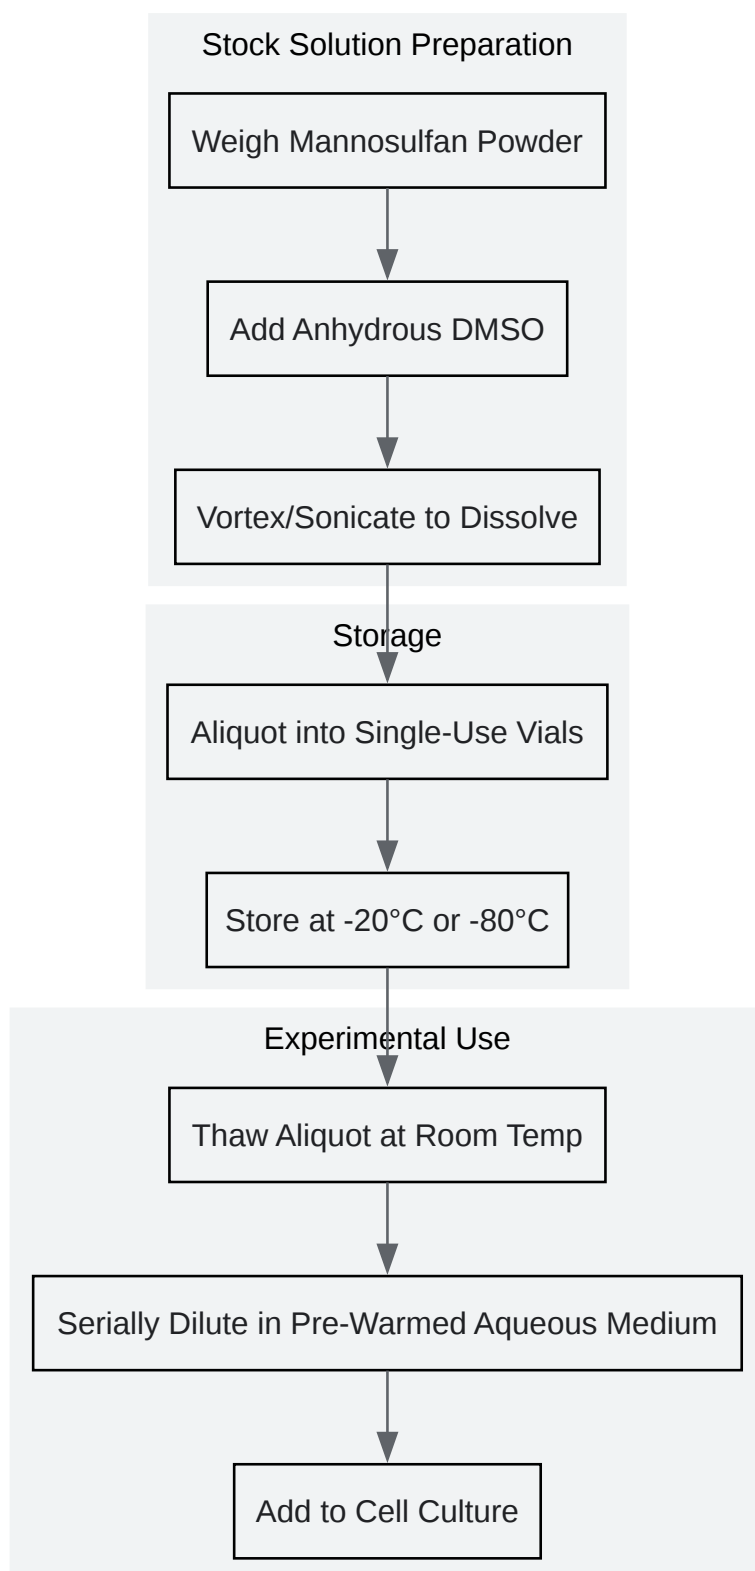 Stock Solution Preparation
Weigh Mannosulfan Powder
Add Anhydrous DMSO
Vortex/Sonicate to Dissolve
Storage
Aliquot into Single-Use Vials
Store at -20°C or -80°C
Experimental Use
Thaw Aliquot at Room Temp
Serially Dilute in Pre-Warmed Aqueous Medium
Add to Cell Culture